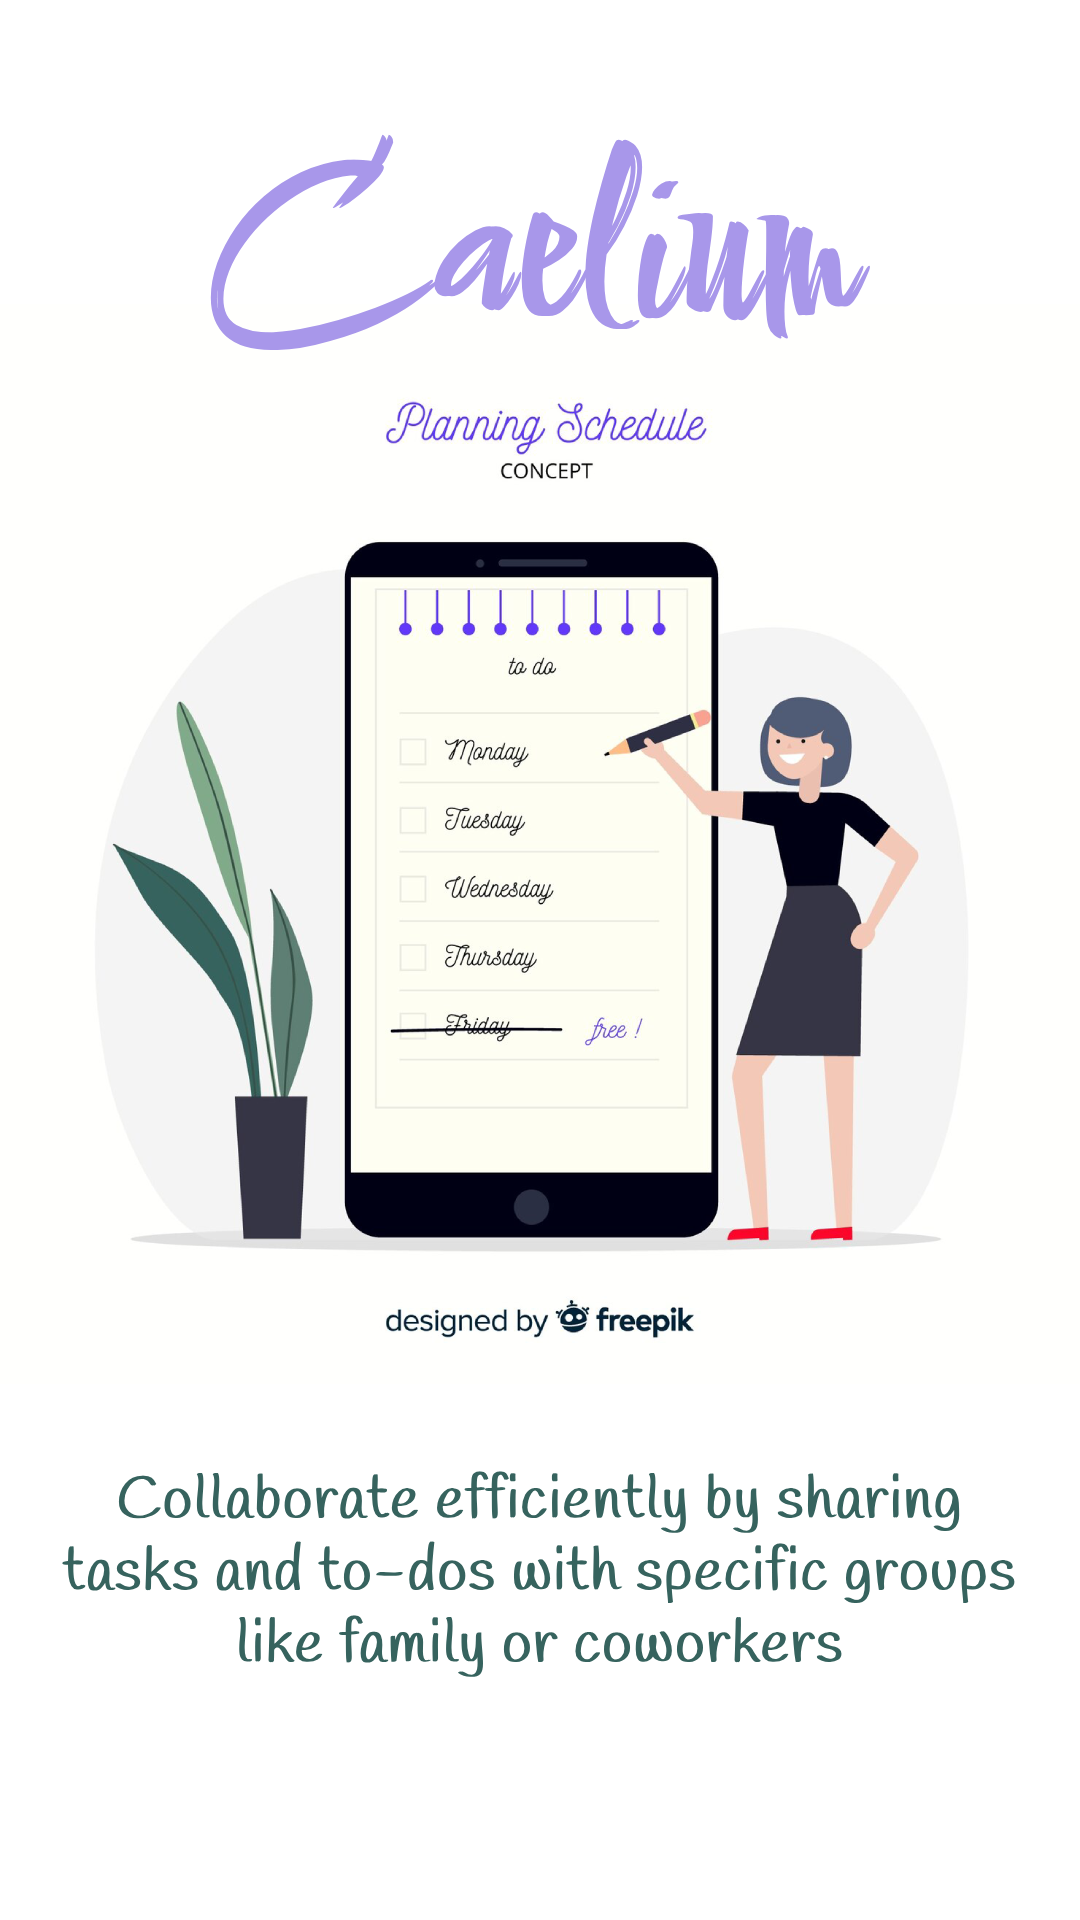 Caelium
Planning Schedule
CONCEPT
to do
Monday
Tuesday
Wednesday
Thursday
Friday free !
designed by freepik
Collaborate efficiently by sharing
tasks and to-dos with specific groups
like family or coworkers